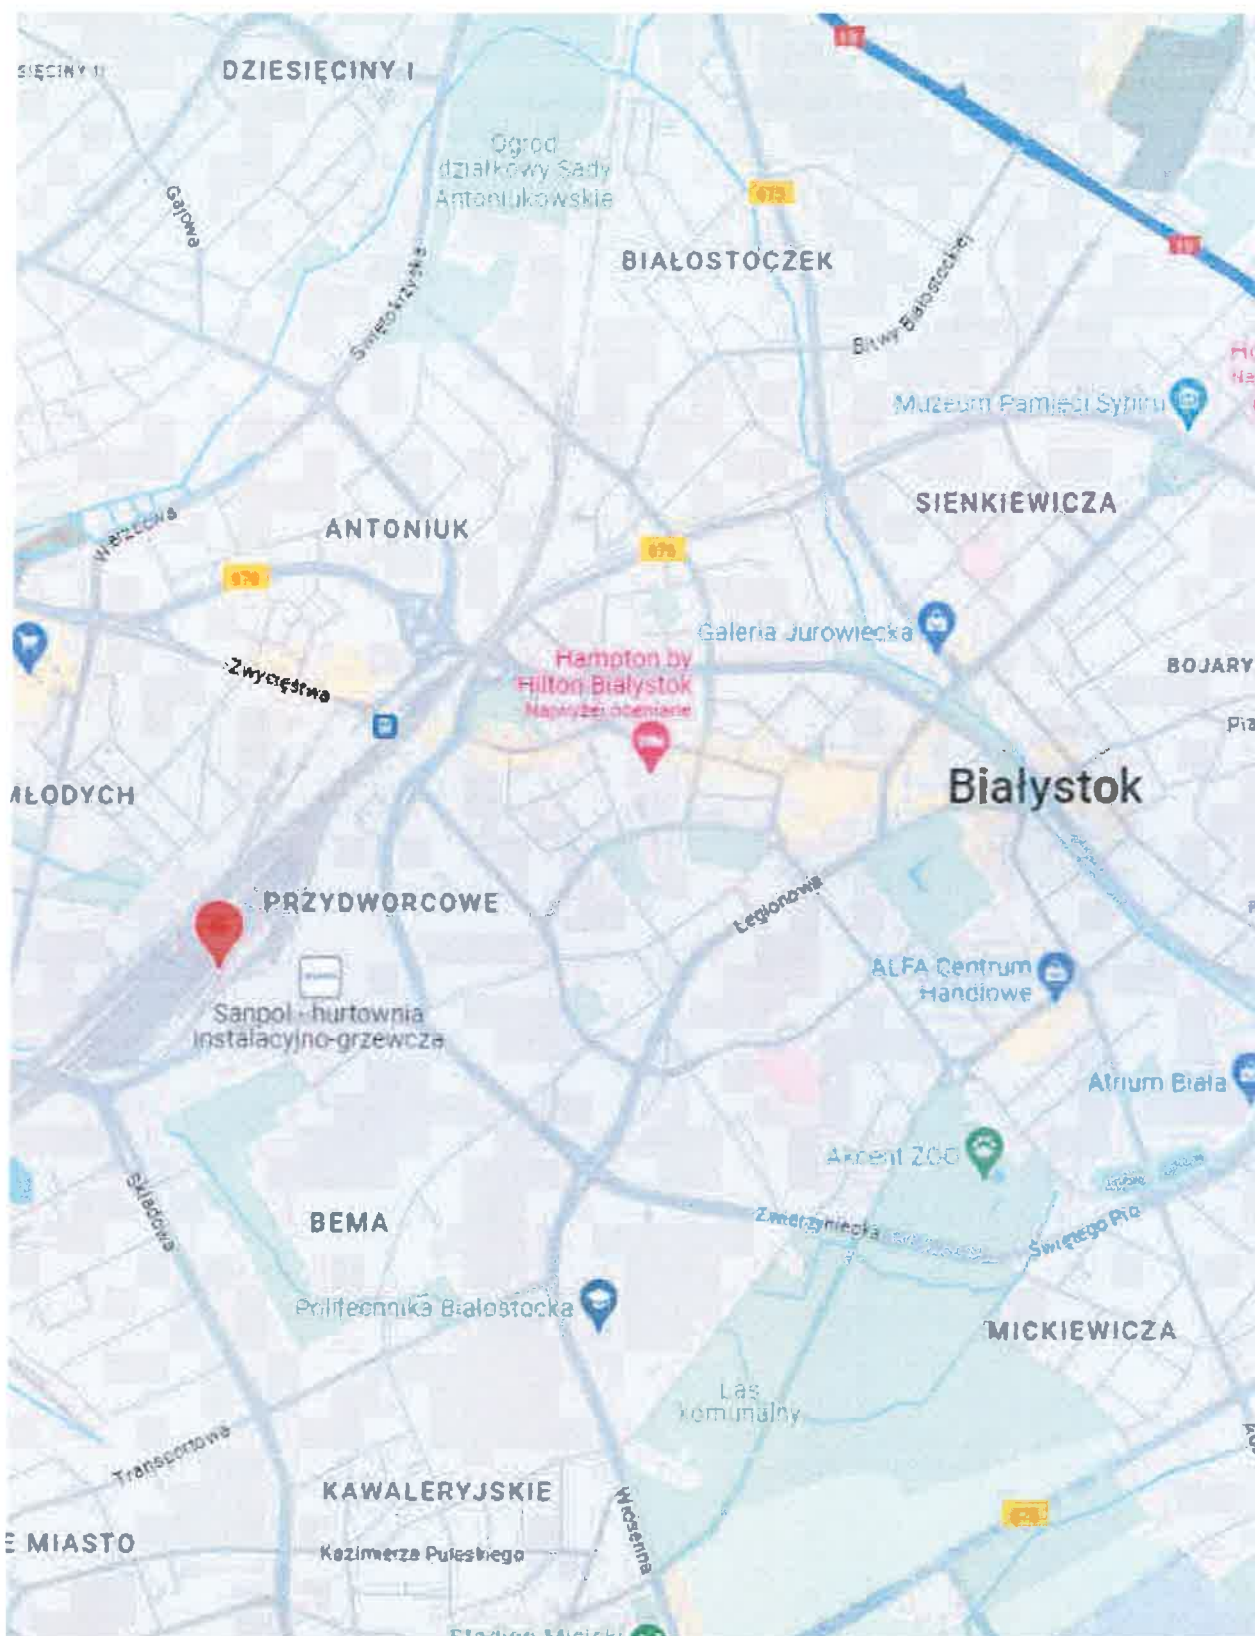 DZIESIĘCINY I
Ogród
działkowy Sady
Antoniukowskie
Gajowa
BIAŁOSTOCZEK
Świętokrzyska
Bitwy Białostockiej
Muzeum Pamięci Sybiru
SIENKIEWICZA
ANTONIUK
Galeria Jurowiecka
Hampton by
Hilton Białystok
Najwyżej oceniane
BOJARY
Zwycięstwa
Białystok
MŁODYCH
PRZYDWORCOWE
Legionowa
ALFA Centrum
Handlowe
Sanpol - hurtownia
instalacyjno-grzewcza
Atrium Biała
Akcent ZOO
Składowa
BEMA
Zwierzyniecka
Świętego Pio
Politechnika Białostocka
MICKIEWICZA
Las
komunalny
Transportowa
KAWALERYJSKIE
Wiosenna
E MIASTO
Kazimierza Pułaskiego